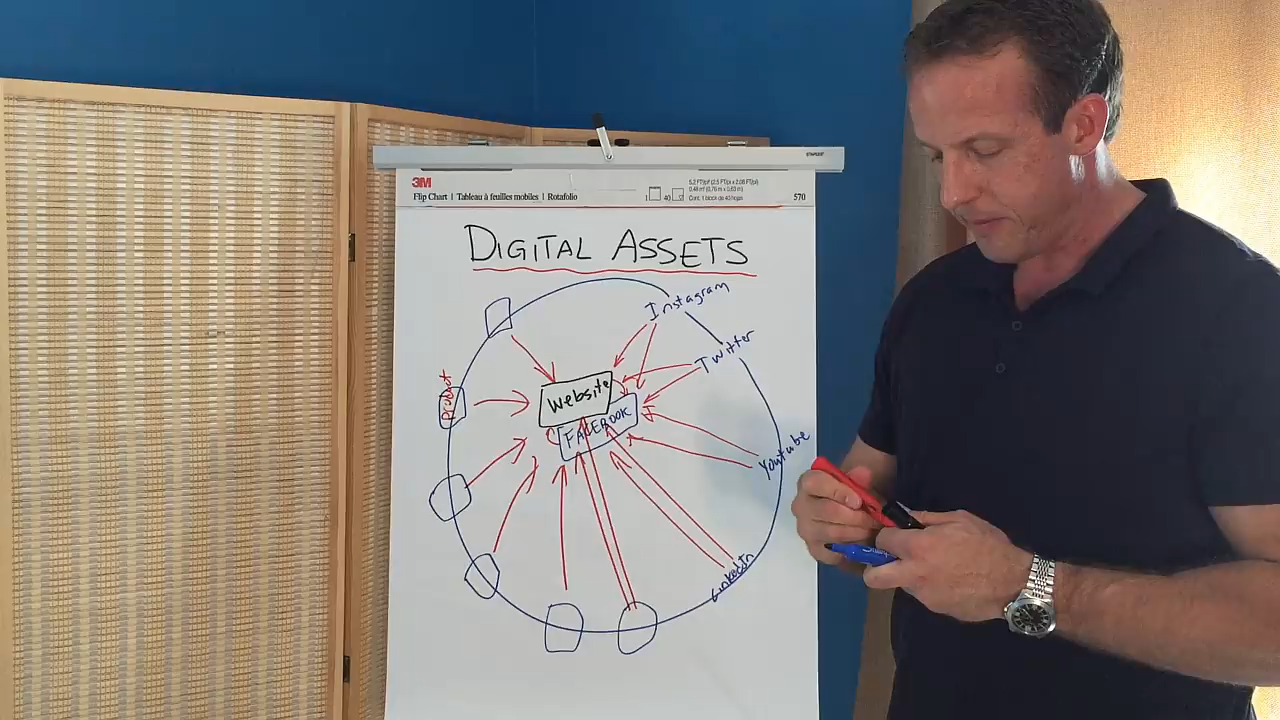 3M
Flip Chart | Tableau à feuilles mobiles | Rotafolio
570
DIGITAL ASSETS
Instagram
Twitter
Product
Website
FACEBOOK
Youtube
LinkedIn